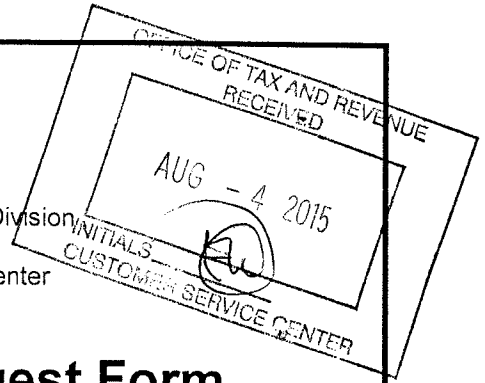 OFFICE OF TAX AND REVENUE
RECEIVED
AUG - 4 2015
Division
INITIALS
enter
CUSTOMER SERVICE CENTER
uest Form